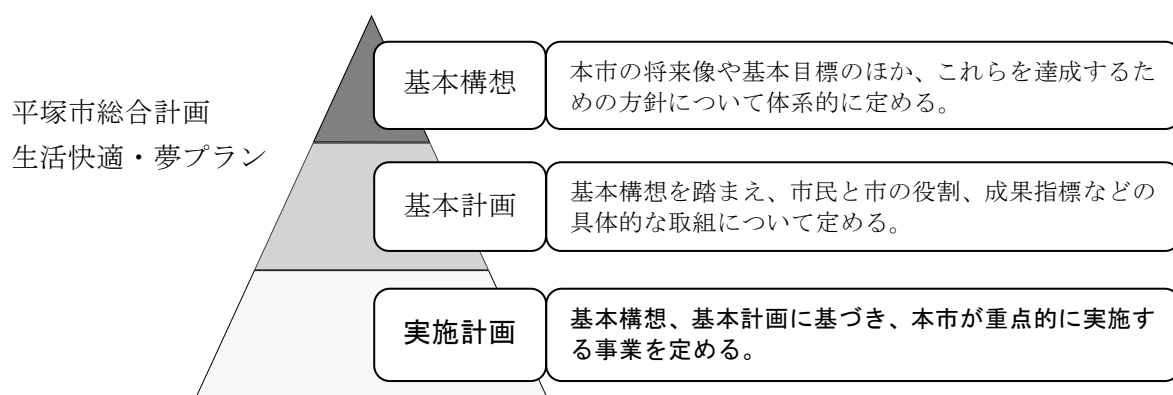 平塚市総合計画
生活快適・夢プラン
基本構想
本市の将来像や基本目標のほか、これらを達成するた
めの方針について体系的に定める。
基本計画
基本構想を踏まえ、市民と市の役割、成果指標などの
具体的な取組について定める。
実施計画
基本構想、基本計画に基づき、本市が重点的に実施す
る事業を定める。